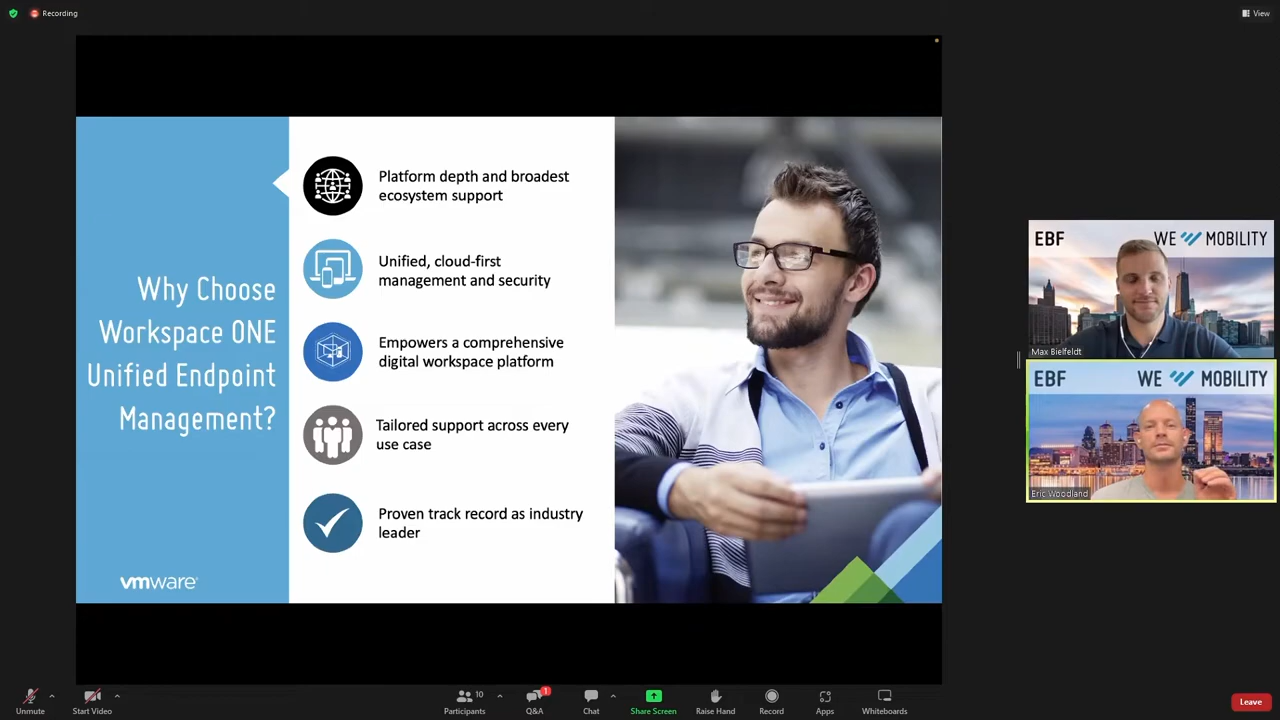 Recording
View
Why Choose
Workspace ONE
Unified Endpoint
Management?
vmware
Platform depth and broadest
ecosystem support
Unified, cloud-first
management and security
Empowers a comprehensive
digital workspace platform
Tailored support across every
use case
Proven track record as industry
leader
EBF
WE MOBILITY
Max Bielfeldt
EBF
WE MOBILITY
Eric Woodland
Unmute
Start Video
Participants
10
Q&A
1
Chat
Share Screen
Raise Hand
Record
Apps
Whiteboards
Leave